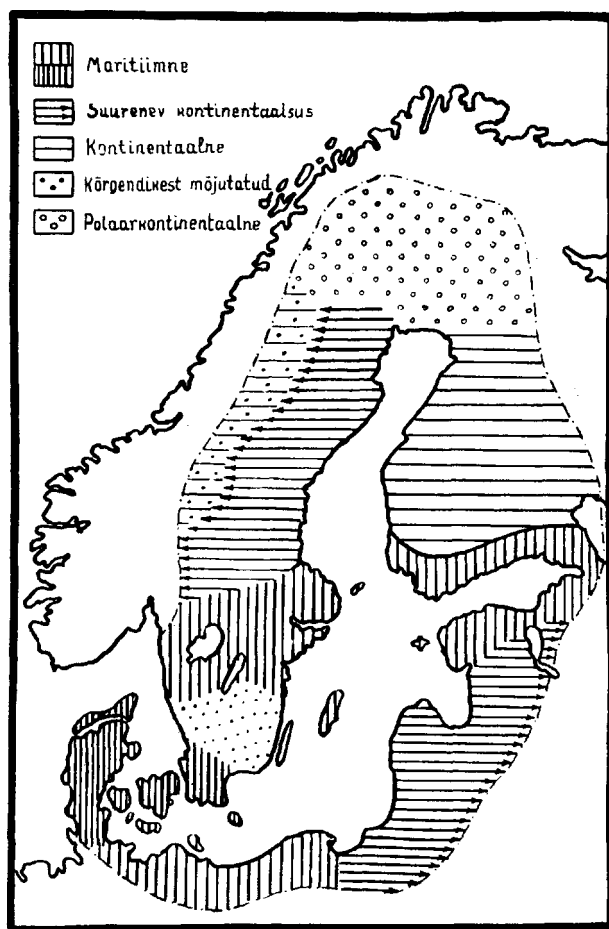 Maritiimne
Suurenev kontinentaalsus
Kontinentaalne
Kõrgendikest mõjutatud
Polaarkontinentaalne